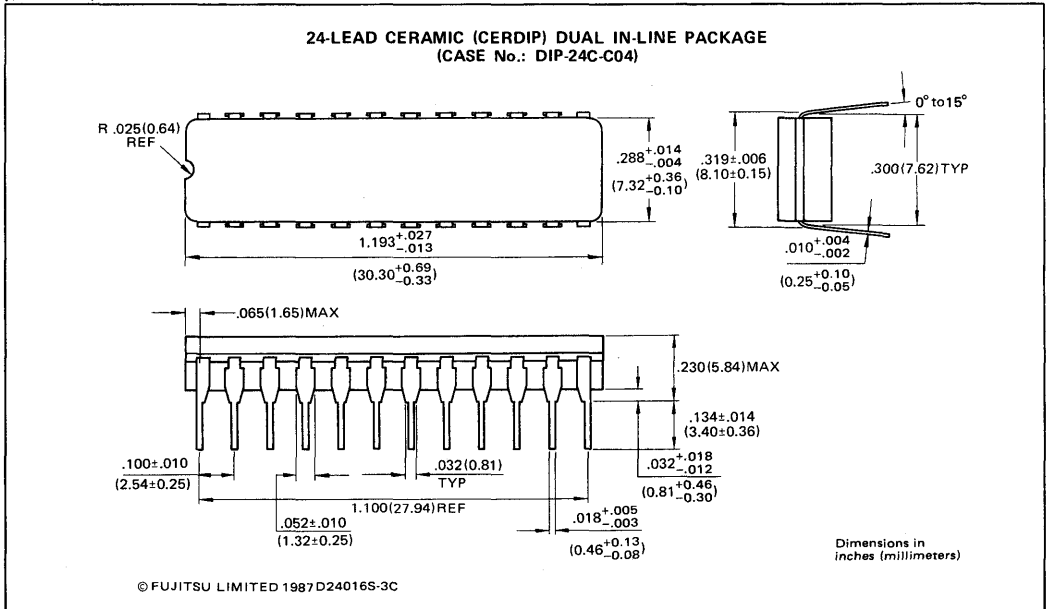 24-LEAD CERAMIC (CERDIP) DUAL IN-LINE PACKAGE
(CASE No.: DIP-24C-C04)
R .025(0.64)
REF
.288+.014
-.004
(7.32+0.36
-0.10)
1.193+.027
-.013
(30.30+0.69
-0.33)
0° to15°
.319±.006
(8.10±0.15)
.300(7.62)TYP
.010+.004
-.002
(0.25+0.10
-0.05)
.065(1.65)MAX
.230(5.84)MAX
.134±.014
(3.40±0.36)
.032+.018
-.012
(0.81+0.46
-0.30)
.100±.010
(2.54±0.25)
.032(0.81)
TYP
1.100(27.94)REF
.052±.010
(1.32±0.25)
.018+.005
-.003
(0.46+0.13
-0.08)
Dimensions in
inches (millimeters)
© FUJITSU LIMITED 1987 D24016S-3C